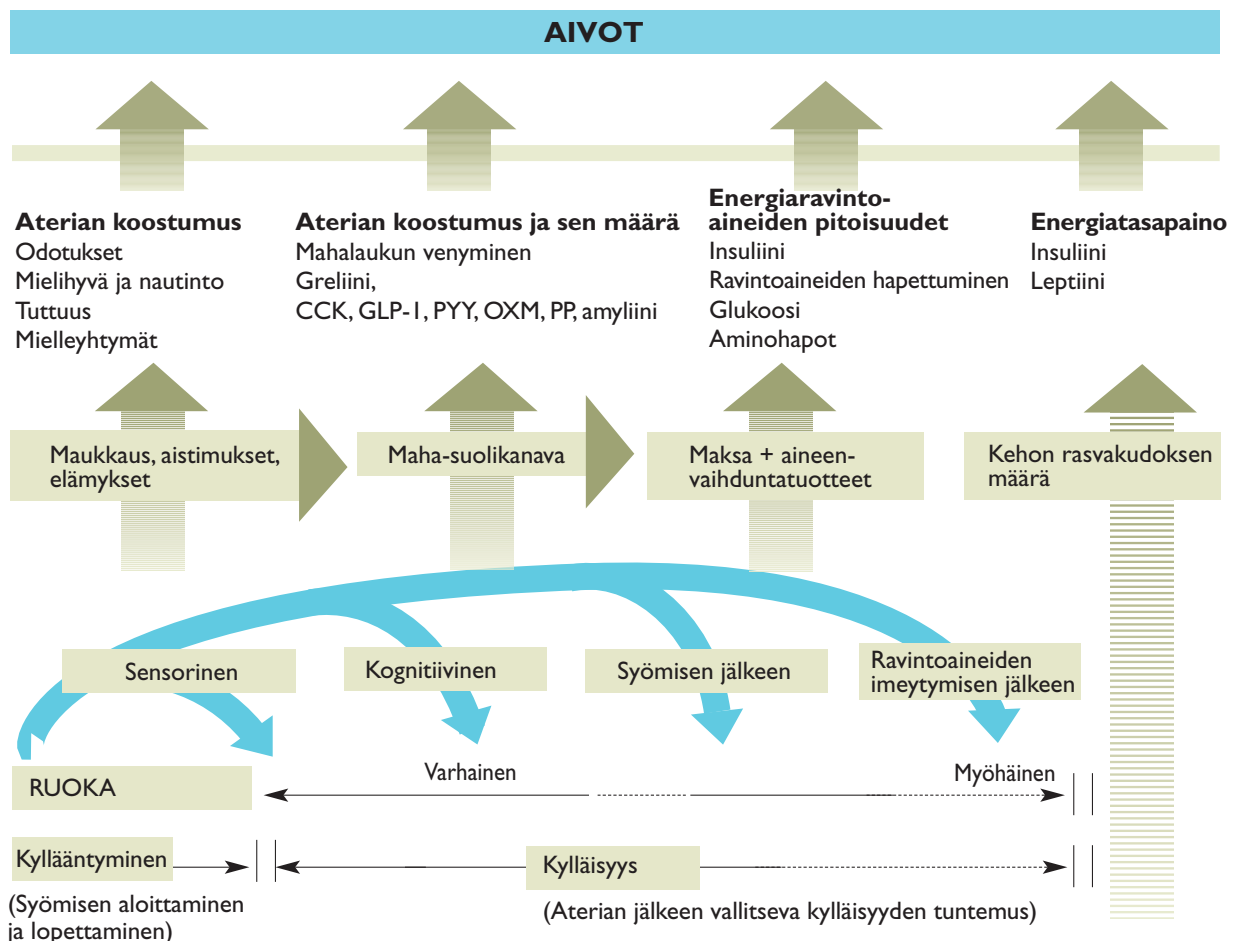 AIVOT
Aterian koostumus
Odotukset
Mielihyvä ja nautinto
Tuttuus
Mielleyhtymät
Aterian koostumus ja sen määrä
Mahalaukun venyminen
Greliini,
CCK, GLP-1, PYY, OXM, PP, amyliini
Energiaravinto-
aineiden pitoisuudet
Insuliini
Ravintoaineiden hapettuminen
Glukoosi
Aminohapot
Energiatasapaino
Insuliini
Leptiini
Maukkaus, aistimukset,
elämykset
Maha-suolikanava
Maksa + aineen-
vaihduntatuotteet
Kehon rasvakudoksen
määrä
Sensorinen
Kognitiivinen
Syömisen jälkeen
Ravintoaineiden
imeytymisen jälkeen
RUOKA
Varhainen
Myöhäinen
Kyllääntyminen
Kylläisyys
(Syömisen aloittaminen
ja lopettaminen)
(Aterian jälkeen vallitseva kylläisyyden tuntemus)